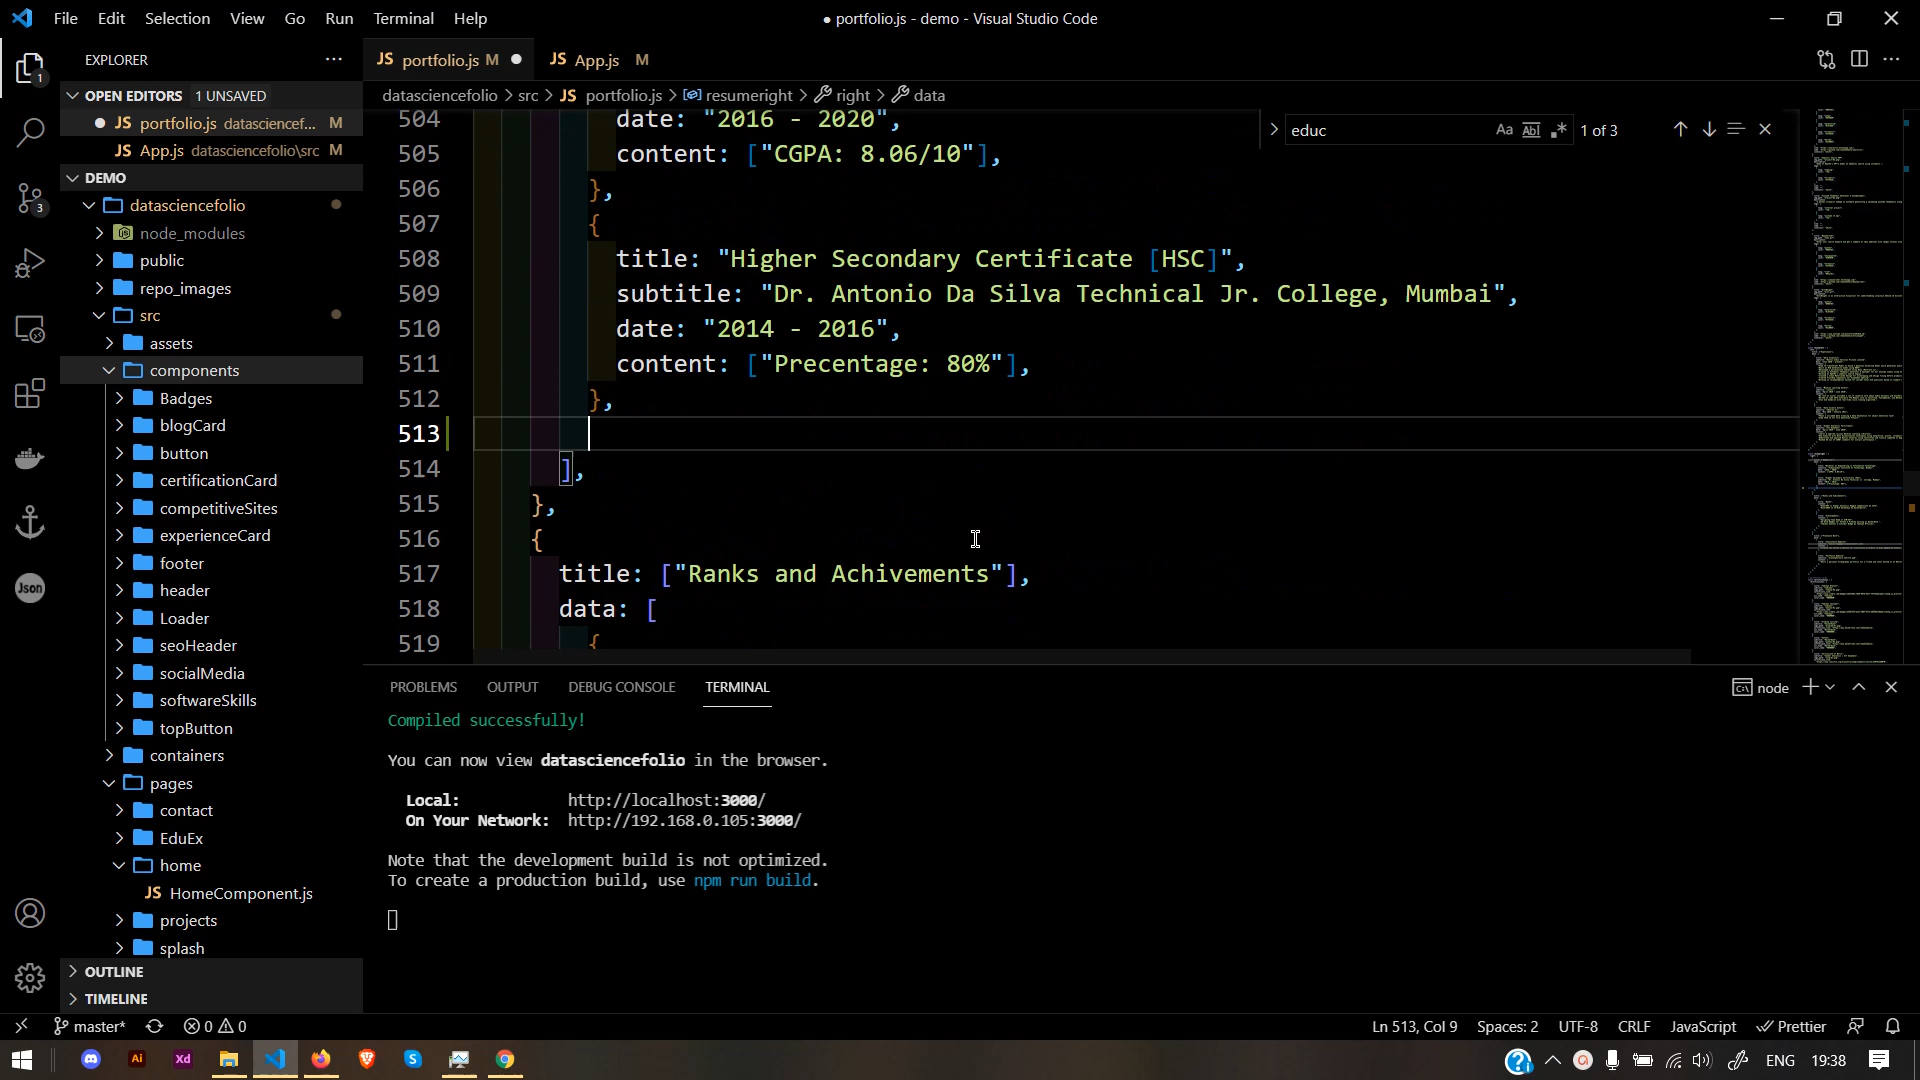 File Edit Selection View Go Run Terminal Help
● portfolio.js - demo - Visual Studio Code
EXPLORER
JS portfolio.js M
JS App.js M
OPEN EDITORS 1 UNSAVED
JS portfolio.js datasciencef... M
JS App.js datasciencefolio\src M
DEMO
datasciencefolio
node_modules
public
repo_images
src
assets
components
Badges
blogCard
button
certificationCard
competitiveSites
experienceCard
footer
header
Loader
seoHeader
socialMedia
softwareSkills
topButton
containers
pages
contact
EduEx
home
JS HomeComponent.js
projects
splash
OUTLINE
TIMELINE
1
3
Json
datasciencefolio > src > JS portfolio.js > resumeright > right > data
educ Aa Abl .* 1 of 3
504 date: "2016 - 2020",
505 content: ["CGPA: 8.06/10"],
506 },
507 {
508 title: "Higher Secondary Certificate [HSC]",
509 subtitle: "Dr. Antonio Da Silva Technical Jr. College, Mumbai",
510 date: "2014 - 2016",
511 content: ["Precentage: 80%"],
512 },
513
514 ],
515 },
516 {
517 title: ["Ranks and Achivements"],
518 data: [
519 {
PROBLEMS OUTPUT DEBUG CONSOLE TERMINAL
node
Compiled successfully!
You can now view datasciencefolio in the browser.
Local: http://localhost:3000/
On Your Network: http://192.168.0.105:3000/
Note that the development build is not optimized.
To create a production build, use npm run build.
master* 0 0
Ln 513, Col 9 Spaces: 2 UTF-8 CRLF JavaScript Prettier
Ai Xd S
ENG 19:38